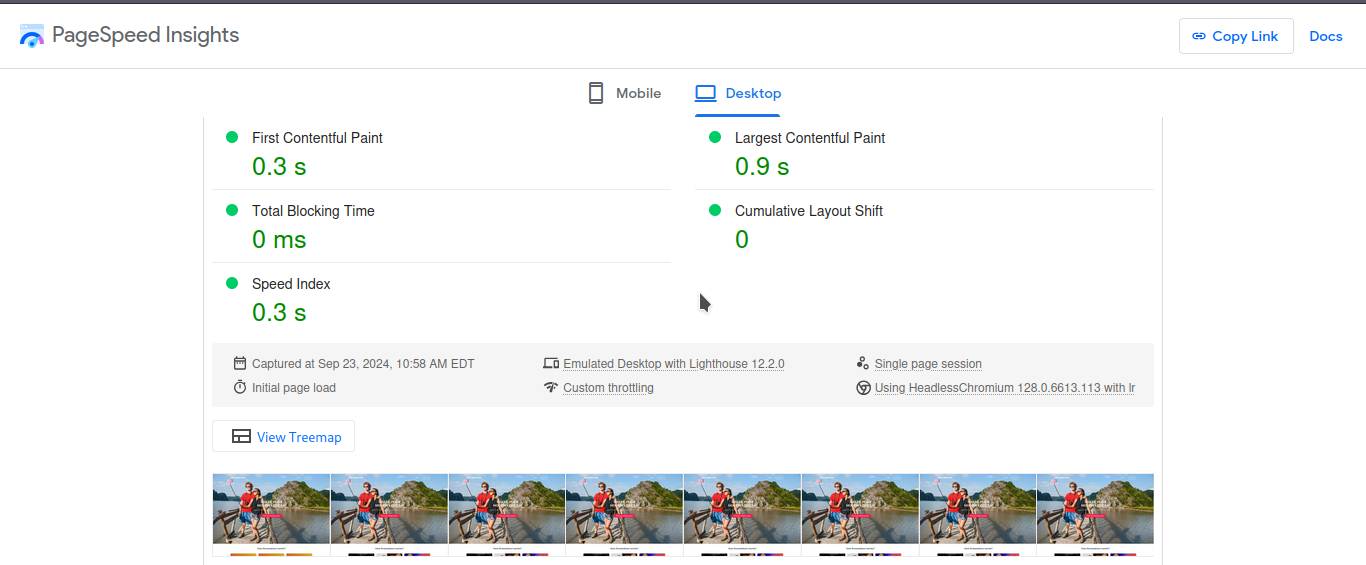 PageSpeed Insights
Copy Link
Docs
Mobile
Desktop
First Contentful Paint
0.3 s
Largest Contentful Paint
0.9 s
Total Blocking Time
0 ms
Cumulative Layout Shift
0
Speed Index
0.3 s
Captured at Sep 23, 2024, 10:58 AM EDT
Emulated Desktop with Lighthouse 12.2.0
Single page session
Initial page load
Custom throttling
Using HeadlessChromium 128.0.6613.113 with lr
View Treemap